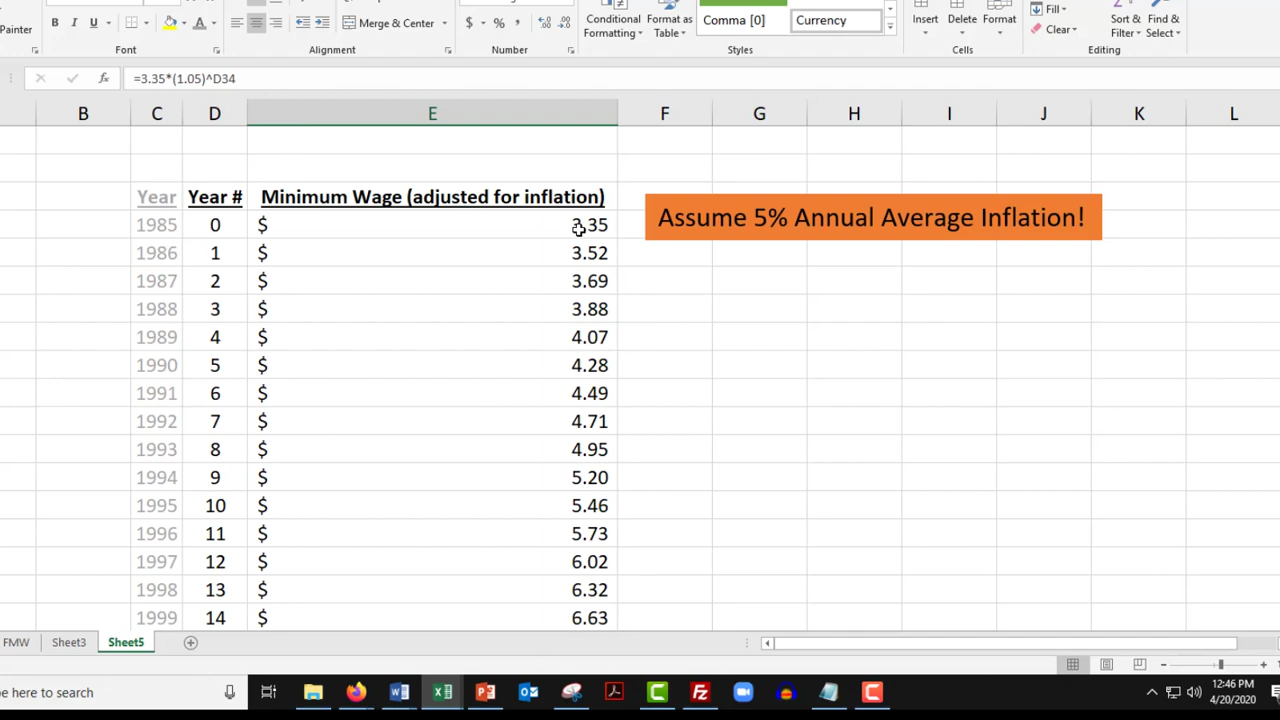 Painter
B I U A
Merge & Center
$ % ,
Conditional Formatting
Format as Table
Comma [0]
Currency
Insert
Delete
Format
Fill
Clear
Sort & Filter
Find & Select
Font
Alignment
Number
Styles
Cells
Editing
fx =3.35*(1.05)^D34
B C D E F G H I J K L
Year Year # Minimum Wage (adjusted for inflation)
Assume 5% Annual Average Inflation!
1985 0 $ 3.35
1986 1 $ 3.52
1987 2 $ 3.69
1988 3 $ 3.88
1989 4 $ 4.07
1990 5 $ 4.28
1991 6 $ 4.49
1992 7 $ 4.71
1993 8 $ 4.95
1994 9 $ 5.20
1995 10 $ 5.46
1996 11 $ 5.73
1997 12 $ 6.02
1998 13 $ 6.32
1999 14 $ 6.63
FMW Sheet3 Sheet5
e here to search
12:46 PM
4/20/2020